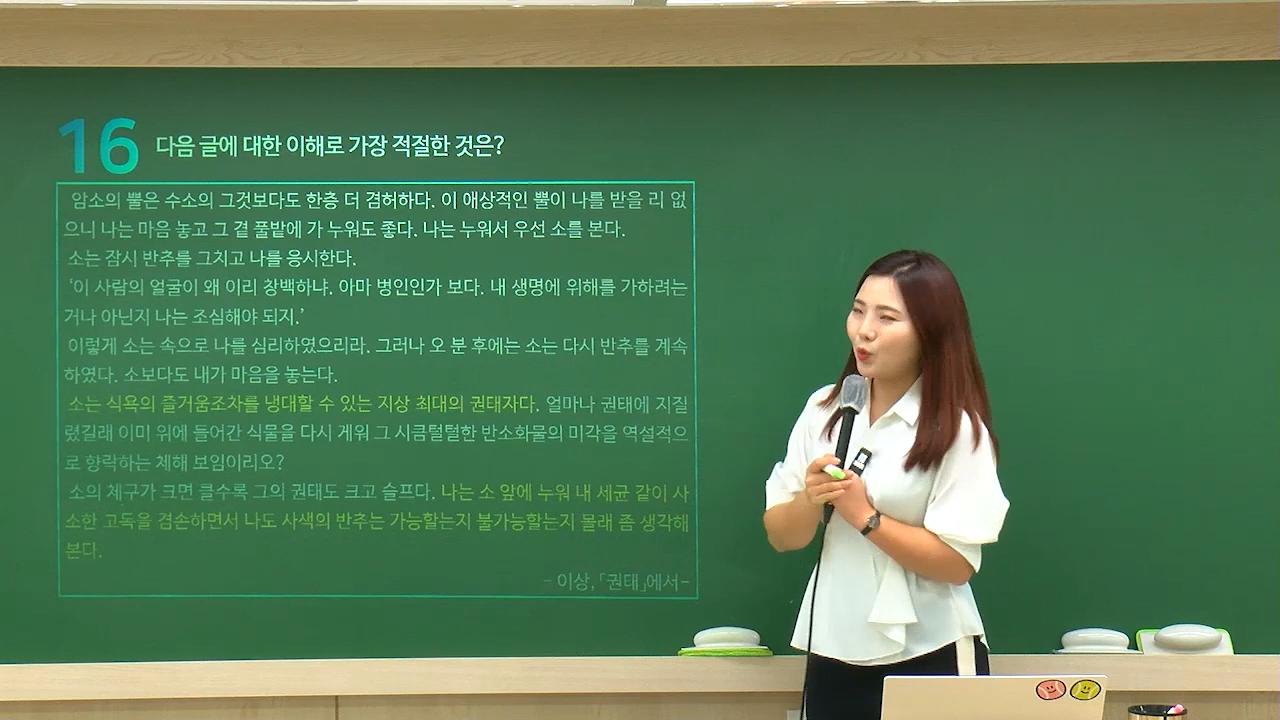 16 다음 글에 대한 이해로 가장 적절한 것은?
암소의 뿔은 수소의 그것보다도 한층 더 겸허하다. 이 애상적인 뿔이 나를 받을 리 없
으니 나는 마음 놓고 그 곁 풀밭에 가 누워도 좋다. 나는 누워서 우선 소를 본다.
소는 잠시 반추를 그치고 나를 응시한다.
‘이 사람의 얼굴이 왜 이리 창백하냐. 아마 병인인가 보다. 내 생명에 위해를 가하려는
거나 아닌지 나는 조심해야 되지.’
이렇게 소는 속으로 나를 심리하였으리라. 그러나 오 분 후에는 소는 다시 반추를 계속
하였다. 소보다도 내가 마음을 놓는다.
소는 식욕의 즐거움조차를 냉대할 수 있는 지상 최대의 권태자다. 얼마나 권태에 지질
렸길래 이미 위에 들어간 식물을 다시 게워 그 시큼털털한 반소화물의 미각을 역설적으
로 향락하는 체해 보임이리오?
소의 체구가 크면 클수록 그의 권태도 크고 슬프다. 나는 소 앞에 누워 내 세균 같이 사
소한 고독을 겸손하면서 나도 사색의 반추는 가능할는지 불가능할는지 몰래 좀 생각해
본다.
- 이상, 「권태」에서 -